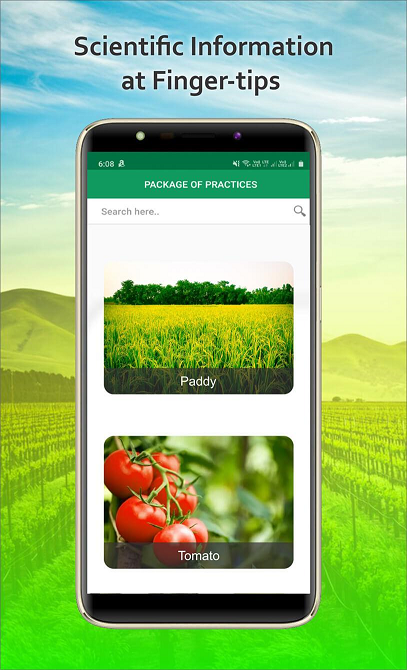 Scientific Information
at Finger-tips
6:08
PACKAGE OF PRACTICES
Search here..
Paddy
Tomato